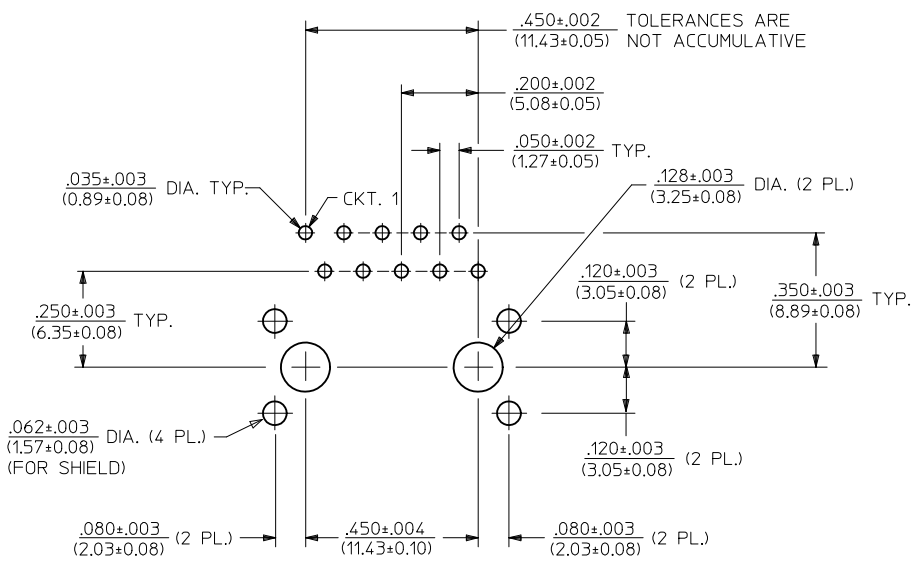 .450±.002 TOLERANCES ARE
(11.43±0.05) NOT ACCUMULATIVE
.200±.002
(5.08±0.05)
.050±.002 TYP.
(1.27±0.05)
.035±.003 DIA. TYP.
(0.89±0.08)
CKT. 1
.128±.003 DIA. (2 PL.)
(3.25±0.08)
.120±.003 (2 PL.)
(3.05±0.08)
.350±.003 TYP.
(8.89±0.08)
.250±.003 TYP.
(6.35±0.08)
.062±.003 DIA. (4 PL.)
(1.57±0.08)
(FOR SHIELD)
.120±.003 (2 PL.)
(3.05±0.08)
.080±.003 (2 PL.)
(2.03±0.08)
.450±.004
(11.43±0.10)
.080±.003 (2 PL.)
(2.03±0.08)